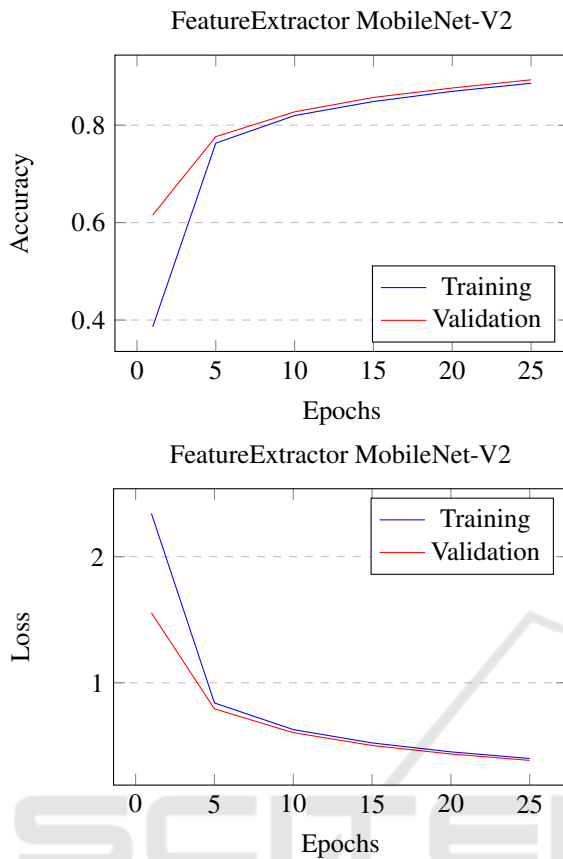 FeatureExtractor MobileNet-V2
0.8
0.6
0.4
Accuracy
Training
Validation
0 5 10 15 20 25
Epochs
FeatureExtractor MobileNet-V2
2
1
Loss
Training
Validation
0 5 10 15 20 25
Epochs